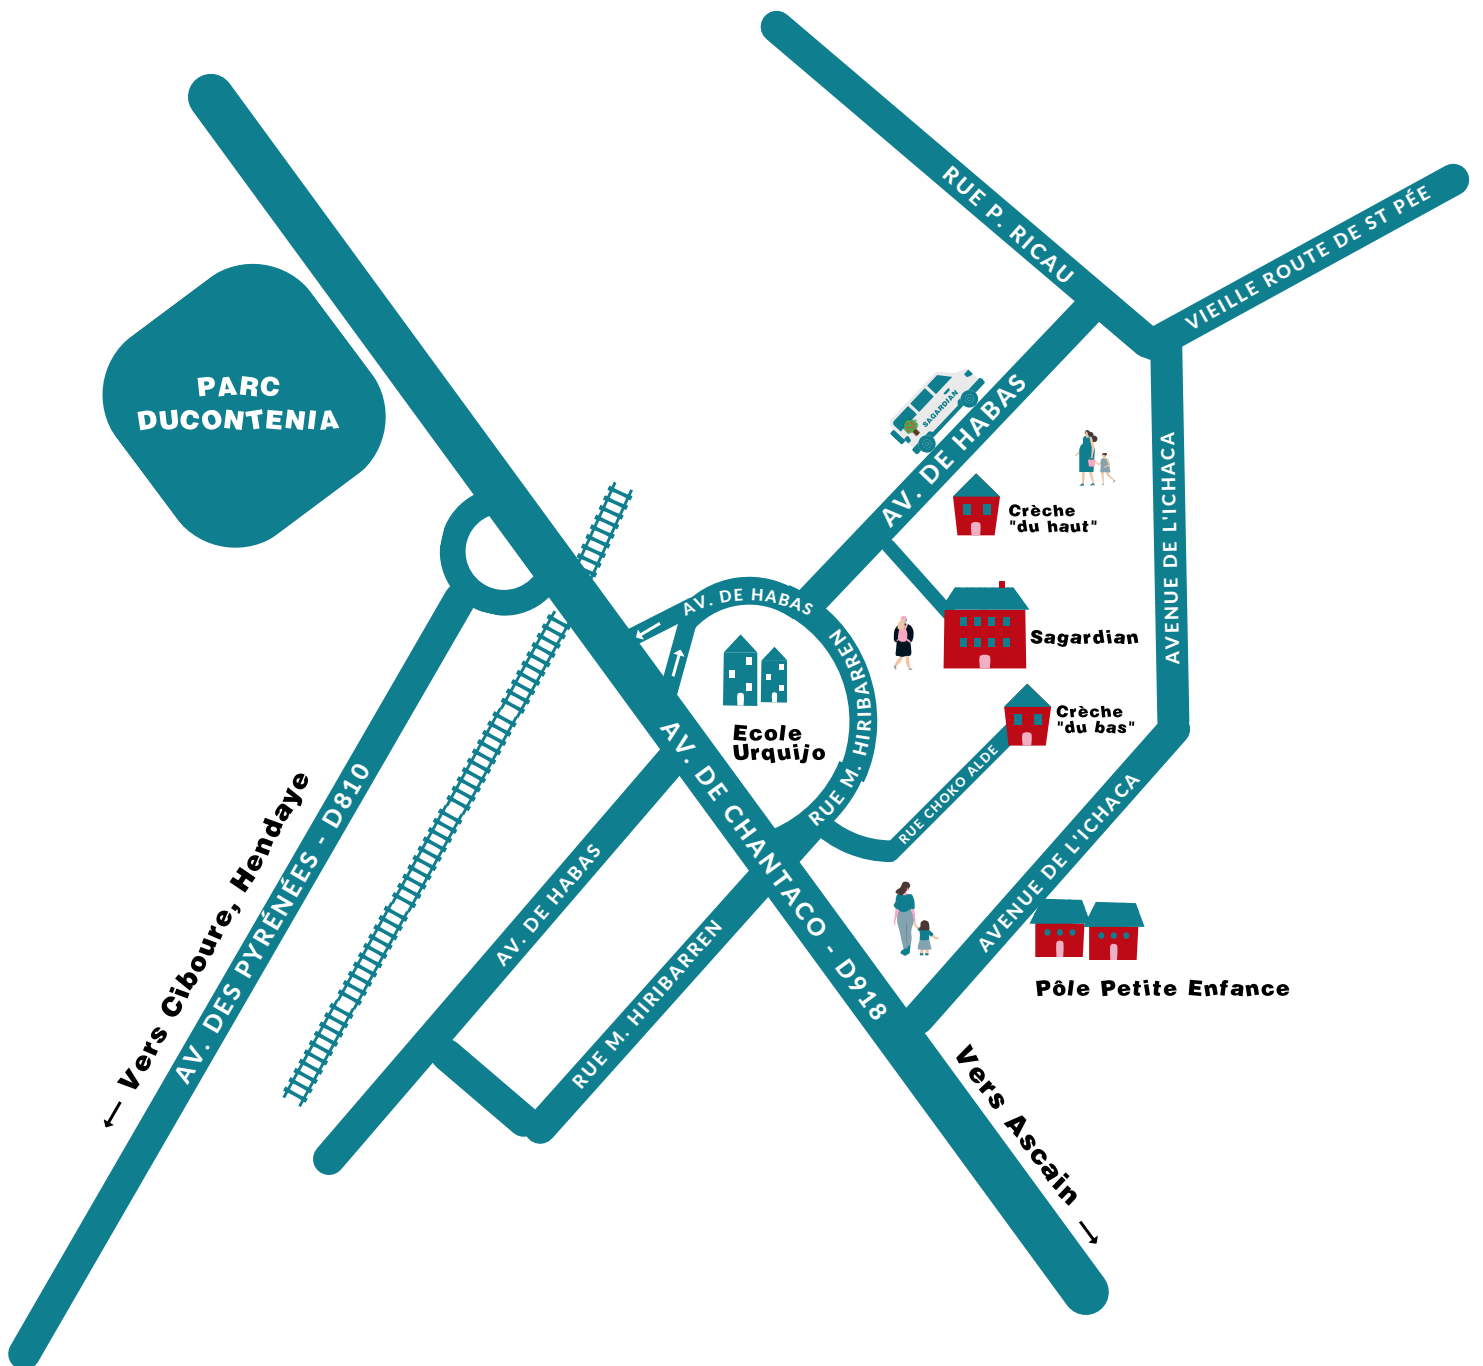 RUE P. RICAU
VIEILLE ROUTE DE ST PÉE
PARC
DUCONTENIA
SAGARDIAN
AV. DE HABAS
AVENUE DE L'ICHACA
Crèche
"du haut"
AV. DE HABAS
RUE M. HIRIBARREN
Sagardian
Ecole
Urquijo
Crèche
"du bas"
RUE CHOKO ALDE
AV. DE CHANTACO - D918
AVENUE DE L'ICHACA
Vers Ciboure, Hendaye
AV. DES PYRÉNÉES - D810
AV. DE HABAS
RUE M. HIRIBARREN
Pôle Petite Enfance
Vers Ascain